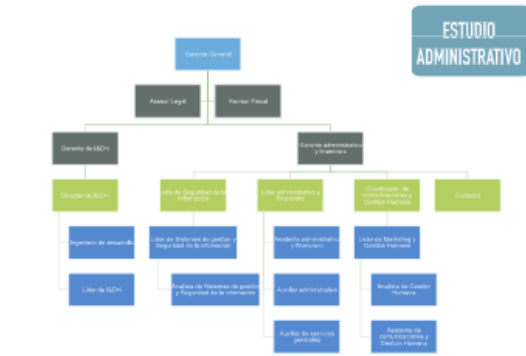 ESTUDIO
ADMINISTRATIVO
Gerente General
Asesor Legal
Revisor Fiscal
Gerente de I&D+i
Gerente administrativo
y financiero
Director de I&D+i
Jefe de Seguridad de la
Información
Líder administrativo y
financiero
Coordinador de
comunicaciones y
Gestión Humana
Contador
Ingeniero de desarrollo
Líder de Sistemas de gestión y
Seguridad de la información
Asistente administrativo
y financiero
Líder de Marketing y
Gestión Humana
Líder de I&D+i
Analista de Sistemas de gestión
y Seguridad de la información
Auxiliar administrativo
Analista de Gestión
Humana
Auxiliar de servicios
generales
Asistente de
comunicaciones y
Gestión Humana